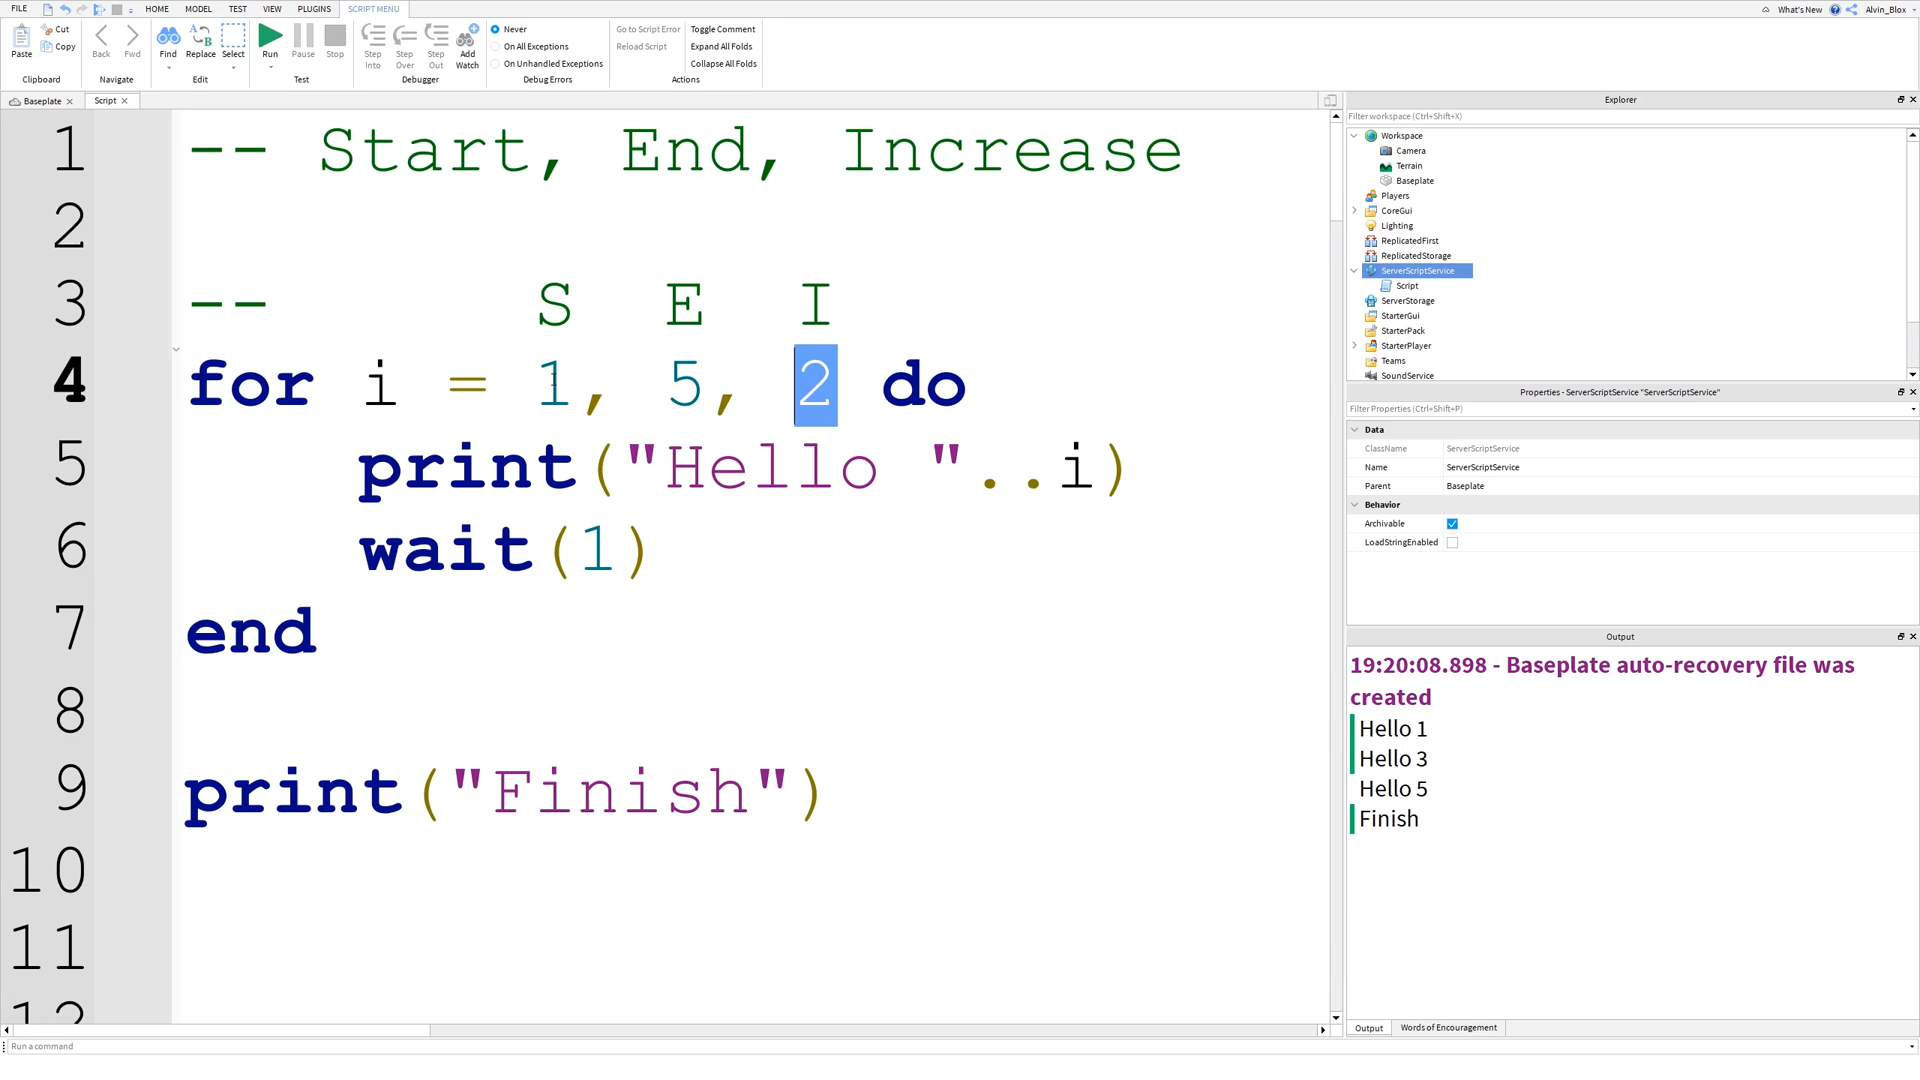 FILE HOME MODEL TEST VIEW PLUGINS SCRIPT MENU What's New Alvin_Blox
Paste Cut Copy Clipboard
Back Fwd Navigate
Find Replace Select Edit
Run Pause Stop Test
Step Into Step Over Step Out Add Watch Debugger
Never
On All Exceptions
On Unhandled Exceptions
Debug Errors
Go to Script Error
Reload Script
Toggle Comment
Expand All Folds
Collapse All Folds
Actions
Baseplate Script
1 -- Start, End, Increase
2
3 -- S E I
4 for i = 1, 5, 2 do
5 print("Hello "..i)
6 wait(1)
7 end
8
9 print("Finish")
10
11
12
Explorer
Filter workspace (Ctrl+Shift+X)
Workspace
Camera
Terrain
Baseplate
Players
CoreGui
Lighting
ReplicatedFirst
ReplicatedStorage
ServerScriptService
Script
ServerStorage
StarterGui
StarterPack
StarterPlayer
Teams
SoundService
Properties - ServerScriptService "ServerScriptService"
Filter Properties (Ctrl+Shift+P)
Data
ClassName ServerScriptService
Name ServerScriptService
Parent Baseplate
Behavior
Archivable
LoadStringEnabled
Output
19:20:08.898 - Baseplate auto-recovery file was
created
Hello 1
Hello 3
Hello 5
Finish
Output Words of Encouragement
Run a command